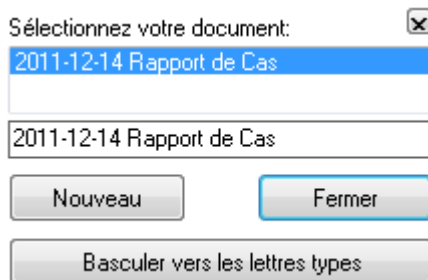 Sélectionnez votre document:
2011-12-14 Rapport de Cas
2011-12-14 Rapport de Cas
Nouveau
Fermer
Basculer vers les lettres types